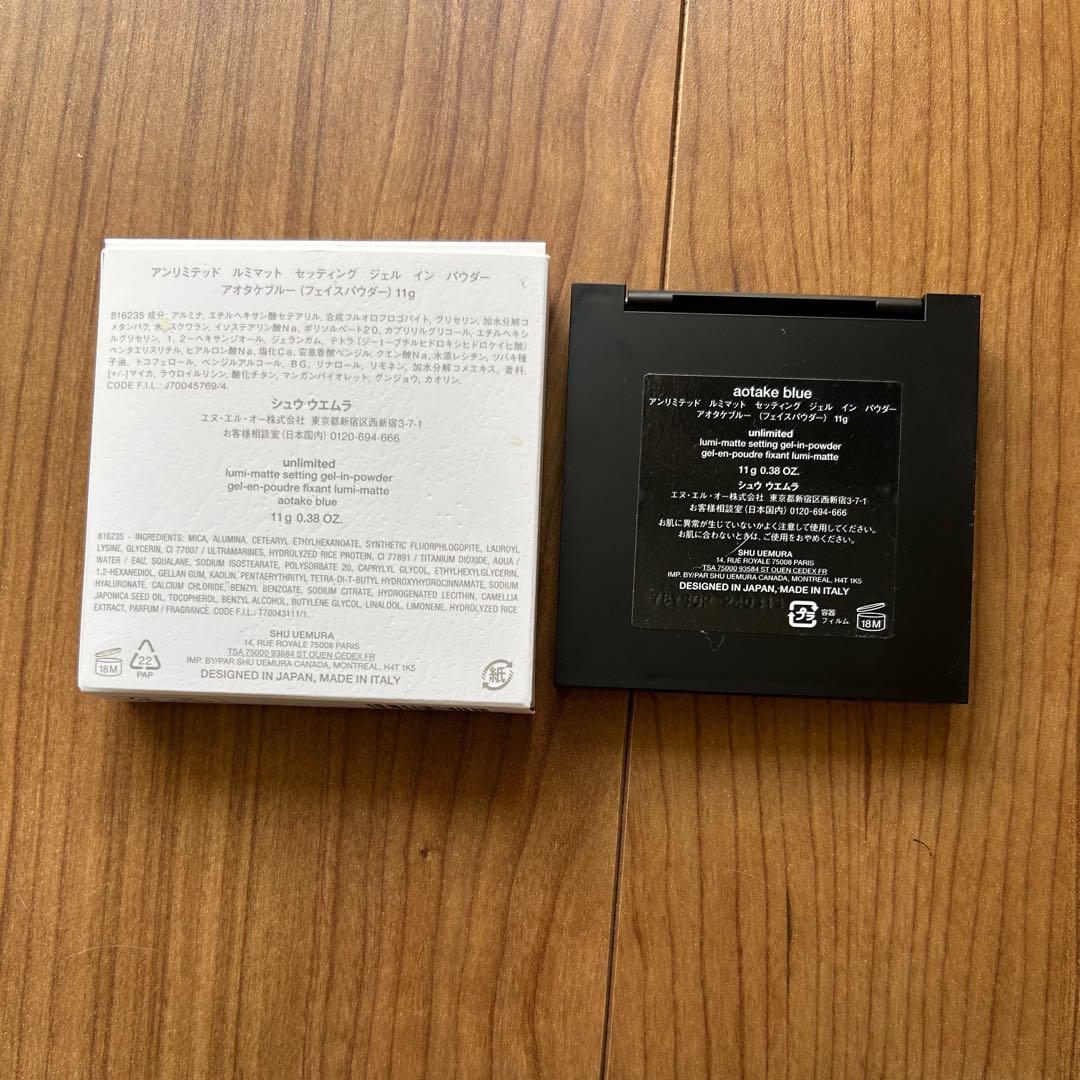 アンリミテッド ルミマット セッティング ジェル イン パウダー
アオタケブルー (フェイスパウダー) 11g
816235 成分: アルミナ, エチルヘキサン酸セテアリル, 合成フルオロフロゴパイト, グリセリン, 加水分解コ
メタンパク, 水, スクワラン, イソステアリン酸Na, ポリソルベート20, カプリリルグリコール, エチルヘキシ
ルグリセリン, 1, 2-ヘキサンジオール, ジェランガム, テトラ (ジ-t-ブチルヒドロキシヒドロケイヒ酸)
ペンタエリスリチル, ヒアルロン酸Na, 塩化Ca, 安息香酸ベンジル, クエン酸Na, 水添レシチン, ツバキ種
子油, トコフェロール, ベンジルアルコール, BG, リナロール, リモネン, 加水分解コメエキス, 香料,
[+/-]マイカ, ラウロイルリシン, 酸化チタン, マンガンバイオレット, グンジョウ, カオリン.
CODE F.I.L.: J70045769/4.
シュウ ウエムラ
エヌ・エル・オー株式会社 東京都新宿区西新宿3-7-1
お客様相談室(日本国内) 0120-694-666
unlimited
lumi-matte setting gel-in-powder
gel-en-poudre fixant lumi-matte
aotake blue
11g 0.38 OZ.
816235 - INGREDIENTS: MICA, ALUMINA, CETEARYL ETHYLHEXANOATE, SYNTHETIC FLUORPHLOGOPITE, LAUROYL
LYSINE, GLYCERIN, CI 77007 / ULTRAMARINES, HYDROLYZED RICE PROTEIN, CI 77891 / TITANIUM DIOXIDE, AQUA /
WATER / EAU, SQUALANE, SODIUM ISOSTEARATE, POLYSORBATE 20, CAPRYLYL GLYCOL, ETHYLHEXYLGLYCERIN,
1,2-HEXANEDIOL, GELLAN GUM, KAOLIN, PENTAERYTHRITYL TETRA-DI-T-BUTYL HYDROXYHYDROCINNAMATE, SODIUM
HYALURONATE, CALCIUM CHLORIDE, BENZYL BENZOATE, SODIUM CITRATE, HYDROGENATED LECITHIN, CAMELLIA
JAPONICA SEED OIL, TOCOPHEROL, BENZYL ALCOHOL, BUTYLENE GLYCOL, LINALOOL, LIMONENE, HYDROLYZED RICE
EXTRACT, PARFUM / FRAGRANCE. CODE F.I.L.: T70043111/1.
SHU UEMURA
14, RUE ROYALE 75008 PARIS
TSA 75000 93584 ST OUEN CEDEX FR
IMP. BY/PAR SHU UEMURA CANADA, MONTREAL, H4T 1K5
DESIGNED IN JAPAN, MADE IN ITALY
18M
22
PAP
紙
aotake blue
アンリミテッド ルミマット セッティング ジェル イン パウダー
アオタケブルー (フェイスパウダー) 11g
unlimited
lumi-matte setting gel-in-powder
gel-en-poudre fixant lumi-matte
11g 0.38 OZ.
シュウ ウエムラ
エヌ・エル・オー株式会社 東京都新宿区西新宿3-7-1
お客様相談室(日本国内) 0120-694-666
お肌に異常が生じていないかよく注意して使用してください。
お肌に合わないときは、ご使用をおやめください。
SHU UEMURA
14, RUE ROYALE 75008 PARIS
TSA 75000 93584 ST OUEN CEDEX FR
IMP. BY/PAR SHU UEMURA CANADA, MONTREAL, H4T 1K5
DESIGNED IN JAPAN, MADE IN ITALY
プラ
容器
フィルム
18M